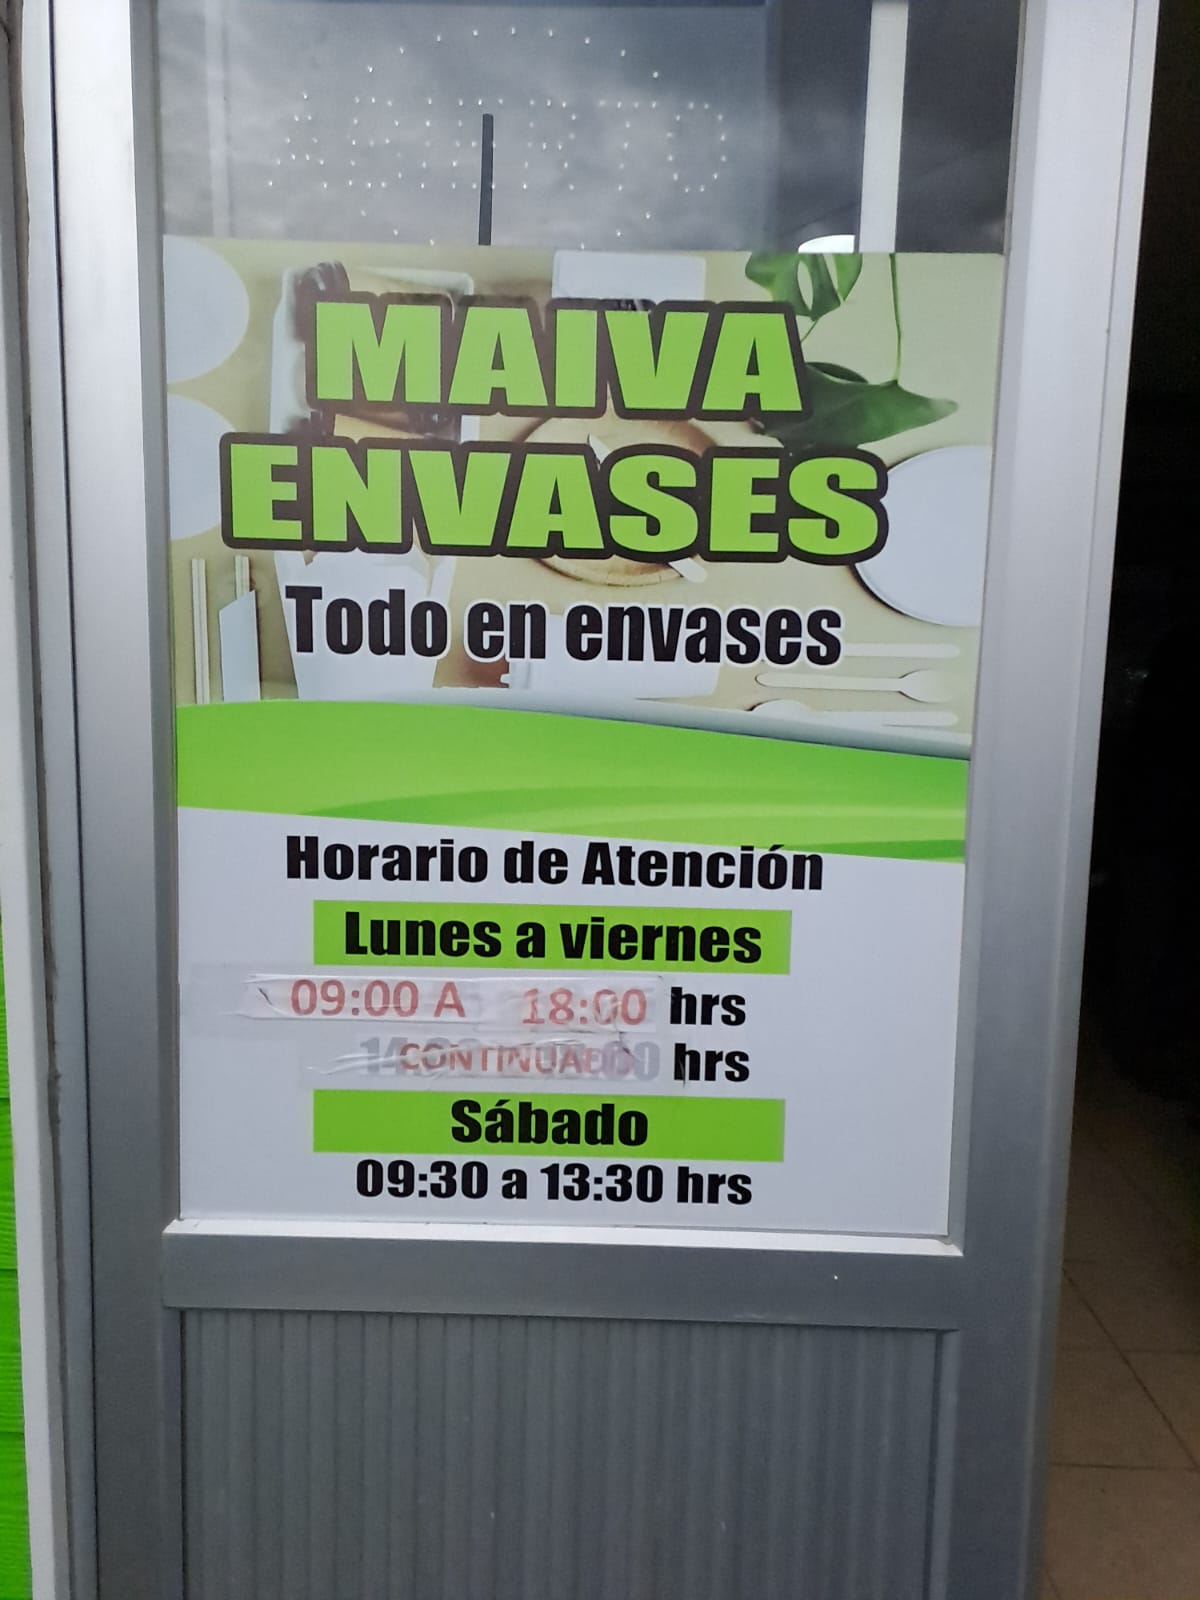 ABIERTO
MAIVA
ENVASES
Todo en envases
Horario de Atención
Lunes a viernes
09:00 A 18:00 hrs
CONTINUADO hrs
Sábado
09:30 a 13:30 hrs